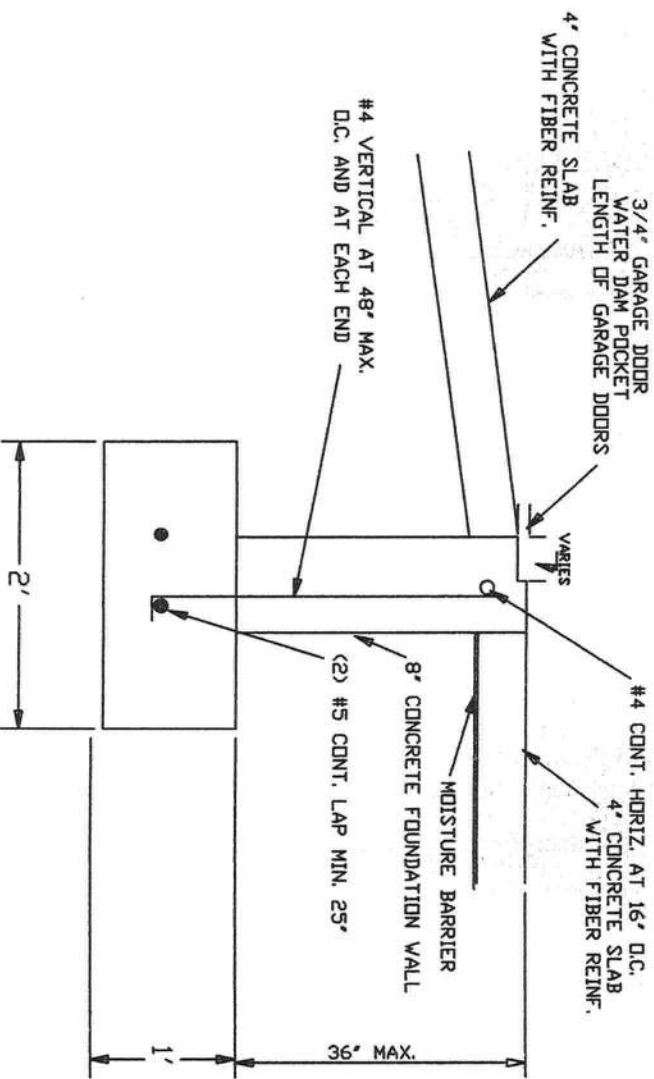 3/4" GARAGE DOOR
WATER DAM POCKET
LENGTH OF GARAGE DOORS
4" CONCRETE SLAB
WITH FIBER REINF.
#4 VERTICAL AT 48" MAX.
O.C. AND AT EACH END
VARIES
#4 CONT. HORIZ. AT 16" O.C.
4" CONCRETE SLAB
WITH FIBER REINF.
MOISTURE BARRIER
8" CONCRETE FOUNDATION WALL
(2) #5 CONT. LAP MIN. 25"
36" MAX.
1'
2'